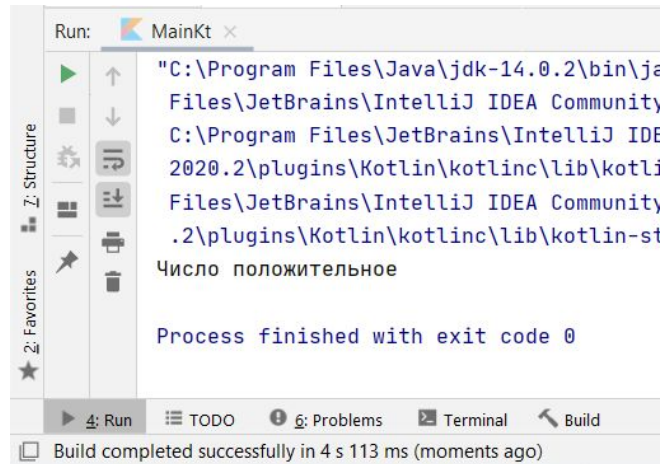 Run: MainKt
"C:\Program Files\Java\jdk-14.0.2\bin\ja
Files\JetBrains\IntelliJ IDEA Community
C:\Program Files\JetBrains\IntelliJ IDE
2020.2\plugins\Kotlin\kotlinc\lib\kotli
Files\JetBrains\IntelliJ IDEA Community
.2\plugins\Kotlin\kotlinc\lib\kotlin-st
Число положительное
Process finished with exit code 0
7: Structure
2: Favorites
4: Run TODO 6: Problems Terminal Build
Build completed successfully in 4 s 113 ms (moments ago)